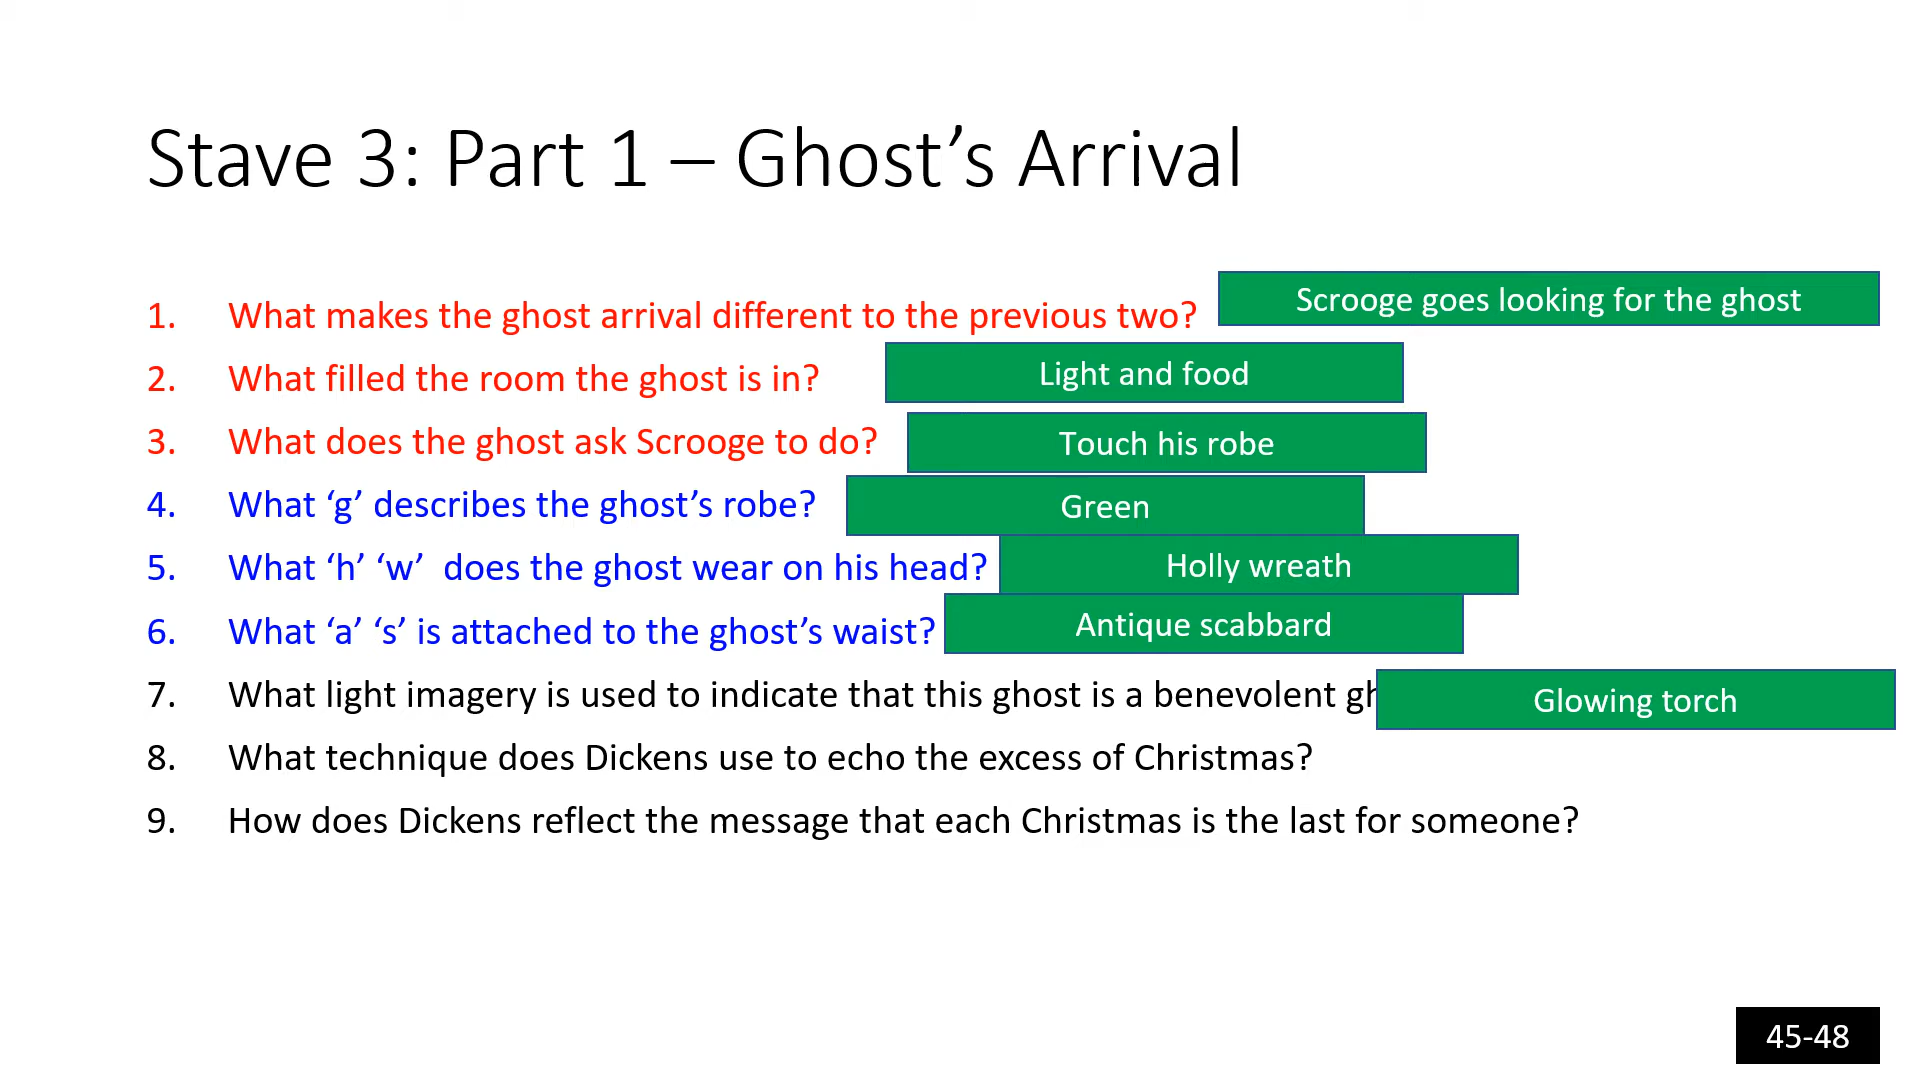 Stave 3: Part 1 – Ghost’s Arrival
1. What makes the ghost arrival different to the previous two? Scrooge goes looking for the ghost
2. What filled the room the ghost is in? Light and food
3. What does the ghost ask Scrooge to do? Touch his robe
4. What ‘g’ describes the ghost’s robe? Green
5. What ‘h’ ‘w’ does the ghost wear on his head? Holly wreath
6. What ‘a’ ‘s’ is attached to the ghost’s waist? Antique scabbard
7. What light imagery is used to indicate that this ghost is a benevolent Glowing torch
8. What technique does Dickens use to echo the excess of Christmas?
9. How does Dickens reflect the message that each Christmas is the last for someone?
45-48